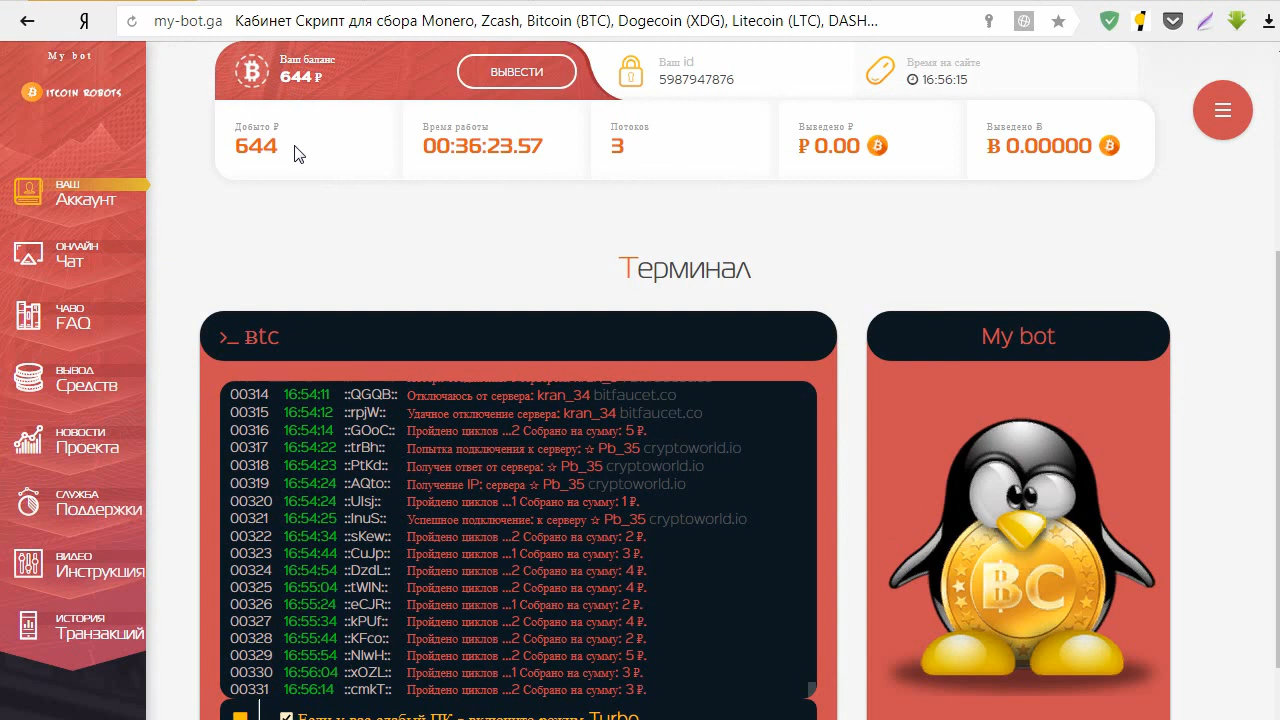 my-bot.ga Кабинет Скрипт для сбора Monero, Zcash, Bitcoin (BTC), Dogecoin (XDG), Litecoin (LTC), DASH...
My bot
ITCOIN ROBOTS
Ваш баланс
644 ₽
ВЫВЕСТИ
Ваш id
5987947876
Время на сайте
16:56:15
Добыто ₽
644
Время работы
00:36:23.57
Потоков
3
Выведено ₽
₽ 0.00
Выведено Ƀ
Ƀ 0.00000
ВАШ
Аккаунт
ОНЛАЙН
Чат
ЧАВО
FAQ
ВЫВОД
Средств
НОВОСТИ
Проекта
СЛУЖБА
Поддержки
ВИДЕО
Инструкция
ИСТОРИЯ
Транзакций
Терминал
>_ Ƀtc
00314 16:54:11 ::QGQB:: Отключаюсь от сервера: kran_34 bitfaucet.co
00315 16:54:12 ::rpjW:: Удачное отключение сервера: kran_34 bitfaucet.co
00316 16:54:14 ::GOoC:: Пройдено циклов ...2 Собрано на сумму: 5 ₽.
00317 16:54:22 ::trBh:: Попытка подключения к серверу: ☆ Pb_35 cryptoworld.io
00318 16:54:23 ::PtKd:: Получен ответ от сервера: ☆ Pb_35 cryptoworld.io
00319 16:54:24 ::AQto:: Получение IP: сервера ☆ Pb_35 cryptoworld.io
00320 16:54:24 ::UIsj:: Пройдено циклов ...1 Собрано на сумму: 1 ₽.
00321 16:54:25 ::InuS:: Успешное подключение: к серверу ☆ Pb_35 cryptoworld.io
00322 16:54:34 ::sKew:: Пройдено циклов ...2 Собрано на сумму: 2 ₽.
00323 16:54:44 ::CuJp:: Пройдено циклов ...1 Собрано на сумму: 3 ₽.
00324 16:54:54 ::DzdL:: Пройдено циклов ...2 Собрано на сумму: 4 ₽.
00325 16:55:04 ::tWIN:: Пройдено циклов ...2 Собрано на сумму: 4 ₽.
00326 16:55:24 ::eCJR:: Пройдено циклов ...1 Собрано на сумму: 2 ₽.
00327 16:55:34 ::kPUf:: Пройдено циклов ...2 Собрано на сумму: 4 ₽.
00328 16:55:44 ::KFco:: Пройдено циклов ...2 Собрано на сумму: 2 ₽.
00329 16:55:54 ::NIwH:: Пройдено циклов ...2 Собрано на сумму: 5 ₽.
00330 16:56:04 ::xOZL:: Пройдено циклов ...1 Собрано на сумму: 3 ₽.
00331 16:56:14 ::cmkT:: Пройдено циклов ...2 Собрано на сумму: 3 ₽.
Если у вас слабый ПК - включите режим Turbo
My bot
BC